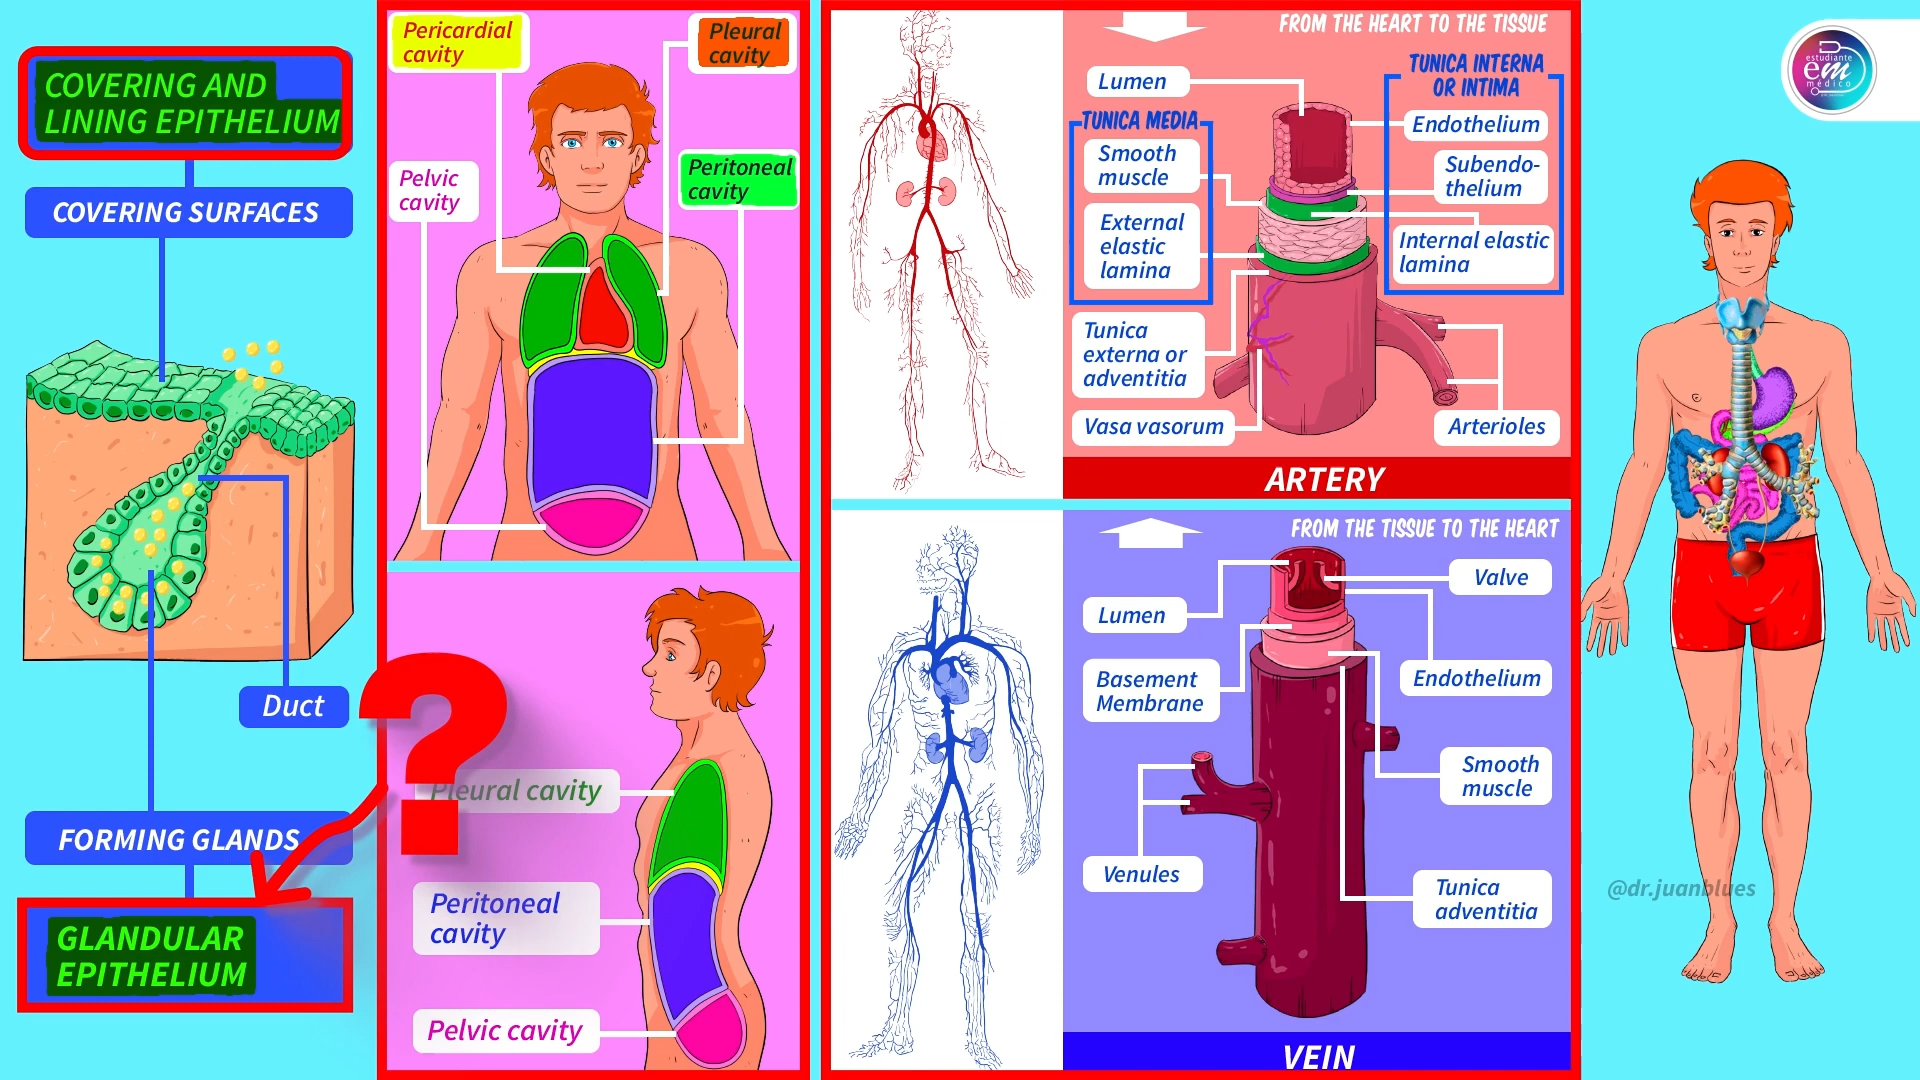 COVERING AND
LINING EPITHELIUM
COVERING SURFACES
Duct
FORMING GLANDS
GLANDULAR
EPITHELIUM
Pericardial
cavity
Pleural
cavity
Pelvic
cavity
Peritoneal
cavity
?
Pleural cavity
Peritoneal
cavity
Pelvic cavity
FROM THE HEART TO THE TISSUE
Lumen
TUNICA INTERNA
OR INTIMA
TUNICA MEDIA
Endothelium
Smooth
muscle
Subendo-
thelium
External
elastic
lamina
Internal elastic
lamina
Tunica
externa or
adventitia
Vasa vasorum
Arterioles
ARTERY
FROM THE TISSUE TO THE HEART
Valve
Lumen
Basement
Membrane
Endothelium
Smooth
muscle
Venules
Tunica
adventitia
VEIN
estudiante
em
médico
@dr.juanblues